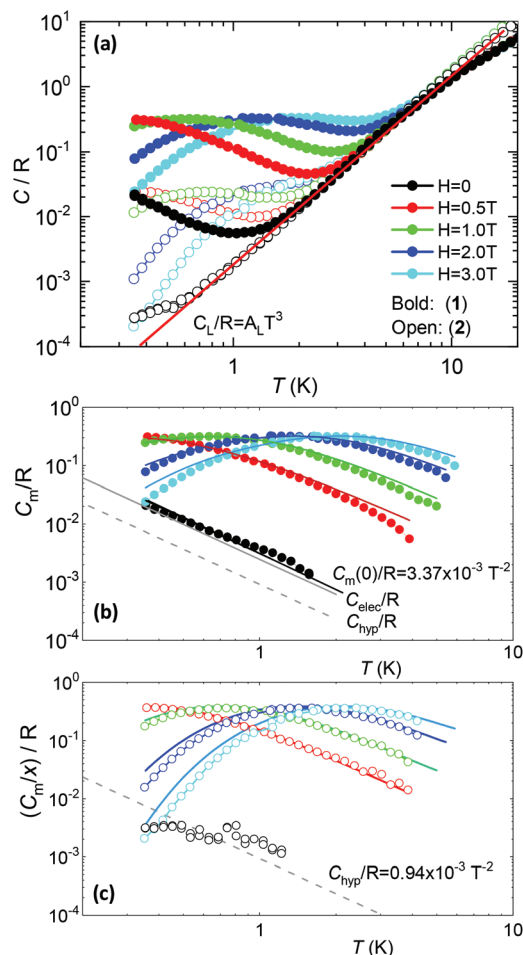 (a)
C / R
10¹
10⁰
10⁻¹
10⁻²
10⁻³
10⁻⁴
H=0
H=0.5T
H=1.0T
H=2.0T
H=3.0T
Bold: (1)
Open: (2)
C_L/R=A_LT³
1
10
T (K)
(b)
C_m/R
10⁰
10⁻¹
10⁻²
10⁻³
10⁻⁴
C_m(0)/R=3.37x10⁻³ T⁻²
C_elec/R
C_hyp/R
1
10
T (K)
(c)
(C_m/x) / R
10⁰
10⁻¹
10⁻²
10⁻³
10⁻⁴
C_hyp/R=0.94x10⁻³ T⁻²
1
10
T (K)